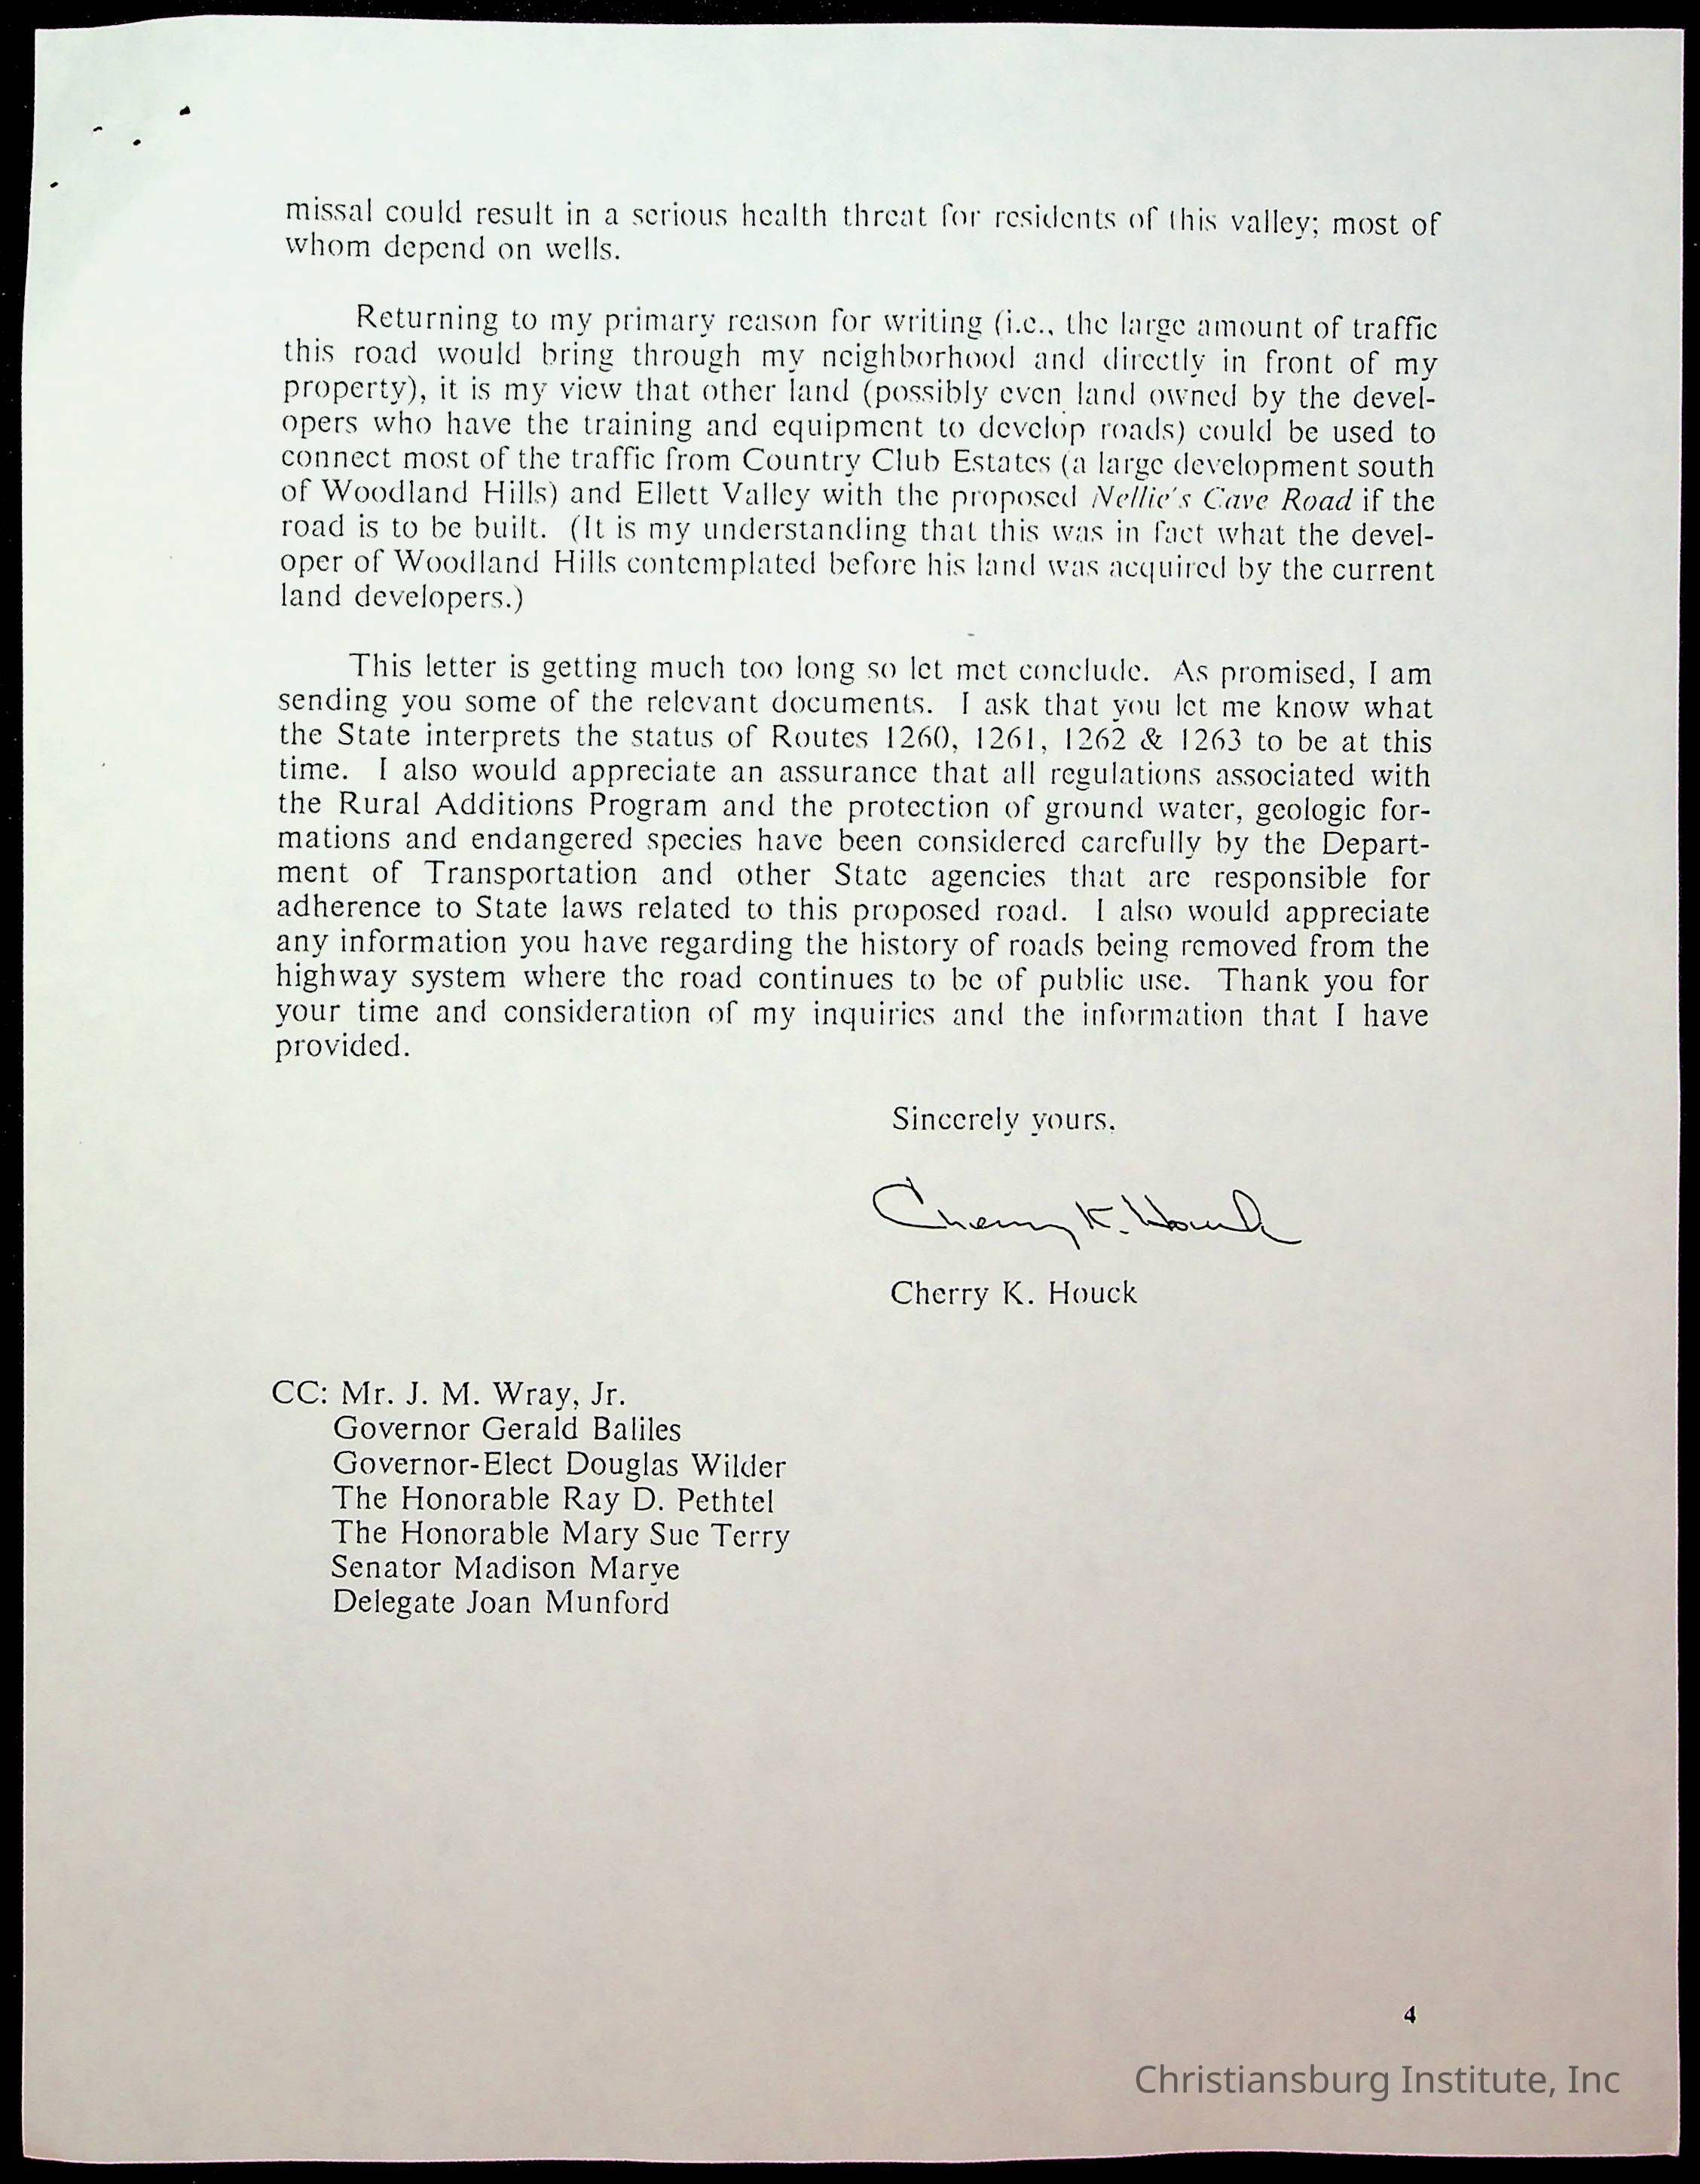 missal could result in a serious health threat for residents of this valley; most of
whom depend on wells.
Returning to my primary reason for writing (i.e., the large amount of traffic
this road would bring through my neighborhood and directly in front of my
property), it is my view that other land (possibly even land owned by the devel-
opers who have the training and equipment to develop roads) could be used to
connect most of the traffic from Country Club Estates (a large development south
of Woodland Hills) and Ellett Valley with the proposed Nellie's Cave Road if the
road is to be built. (It is my understanding that this was in fact what the devel-
oper of Woodland Hills contemplated before his land was acquired by the current
land developers.)
This letter is getting much too long so let met conclude. As promised, I am
sending you some of the relevant documents. I ask that you let me know what
the State interprets the status of Routes 1260, 1261, 1262 & 1263 to be at this
time. I also would appreciate an assurance that all regulations associated with
the Rural Additions Program and the protection of ground water, geologic for-
mations and endangered species have been considered carefully by the Depart-
ment of Transportation and other State agencies that are responsible for
adherence to State laws related to this proposed road. I also would appreciate
any information you have regarding the history of roads being removed from the
highway system where the road continues to be of public use. Thank you for
your time and consideration of my inquiries and the information that I have
provided.
Sincerely yours,
Cherry K. Houck
Cherry K. Houck
CC: Mr. J. M. Wray, Jr.
Governor Gerald Baliles
Governor-Elect Douglas Wilder
The Honorable Ray D. Pethtel
The Honorable Mary Sue Terry
Senator Madison Marye
Delegate Joan Munford
4
Christiansburg Institute, Inc